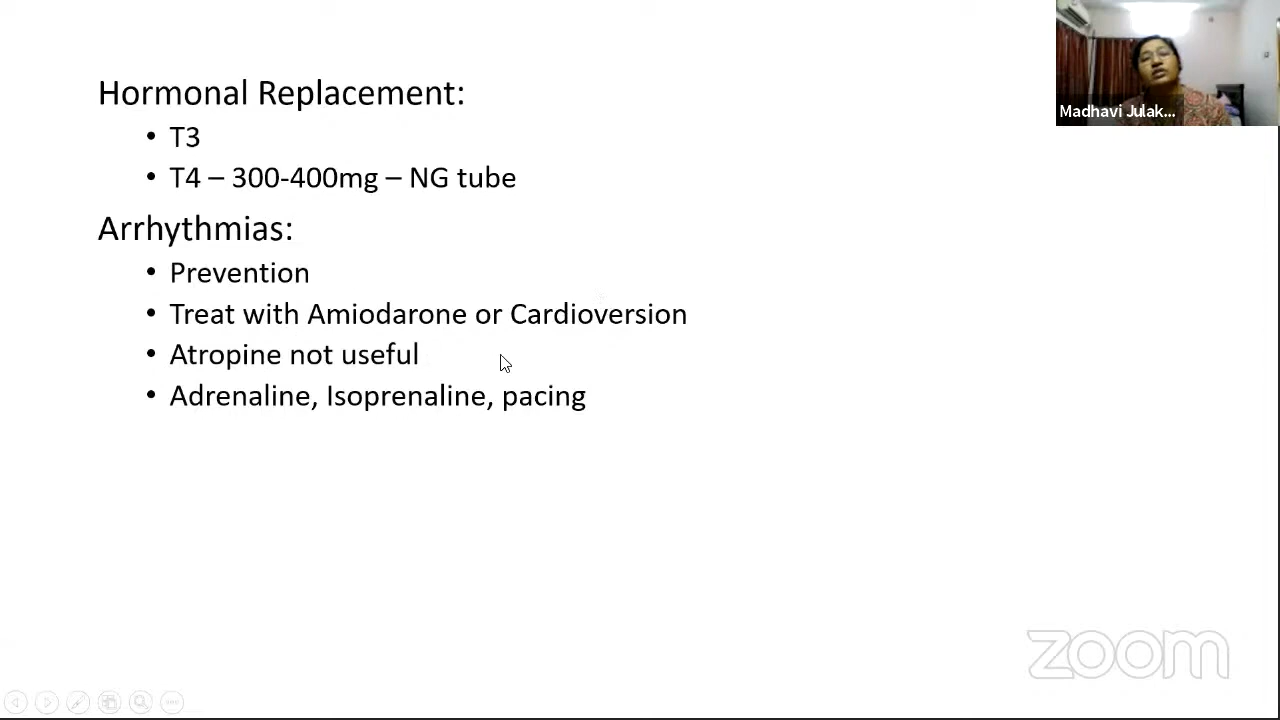 Hormonal Replacement:
• T3
• T4 – 300-400mg – NG tube
Arrhythmias:
• Prevention
• Treat with Amiodarone or Cardioversion
• Atropine not useful
• Adrenaline, Isoprenaline, pacing
Madhavi Julak...
zoom